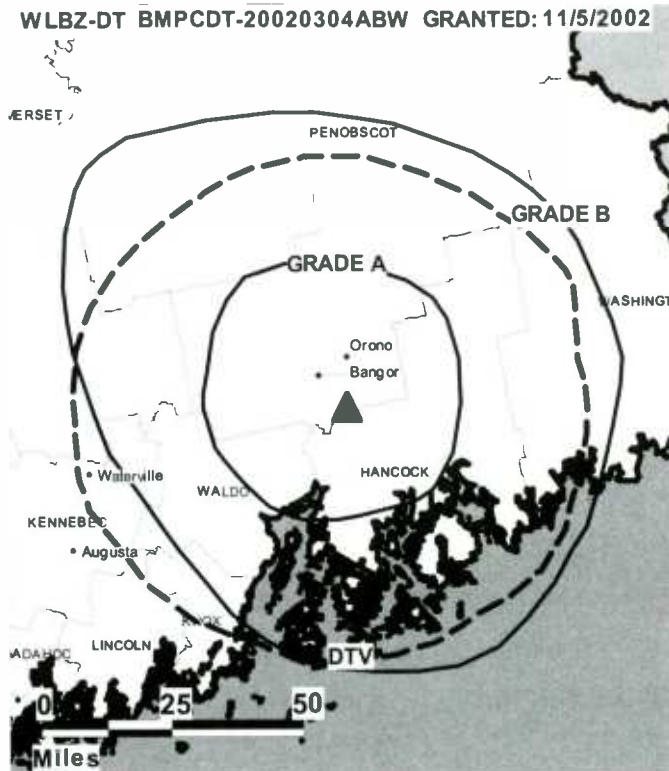 WLBZ-DT BMPCDT-20020304ABW GRANTED: 11/5/2002
ERSET
PENOBSCOT
GRADE B
GRADE A
WASHINGT
Orono
Bangor
HANCOCK
Waterville
WALDO
KENNEBEC
Augusta
KNOX
LINCOLN
ADAHOC
DTV
0 25 50
Miles